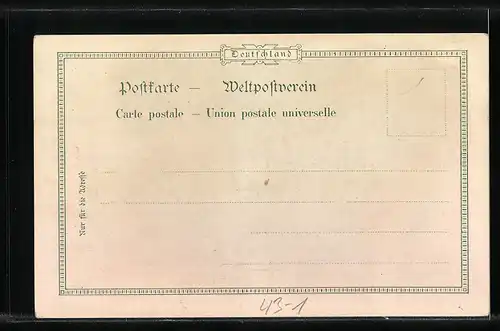 Deutschland
Postkarte — Weltpostverein
Carte postale — Union postale universelle
Nur für die Adresse
43-1